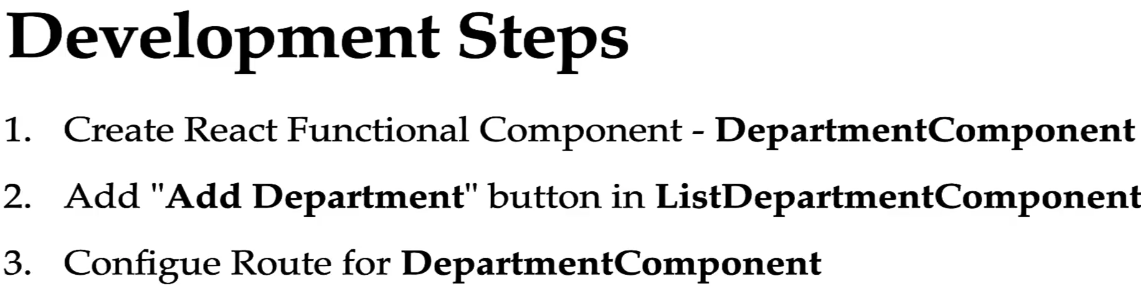 Development Steps
1. Create React Functional Component - DepartmentComponent
2. Add "Add Department" button in ListDepartmentComponent
3. Configue Route for DepartmentComponent